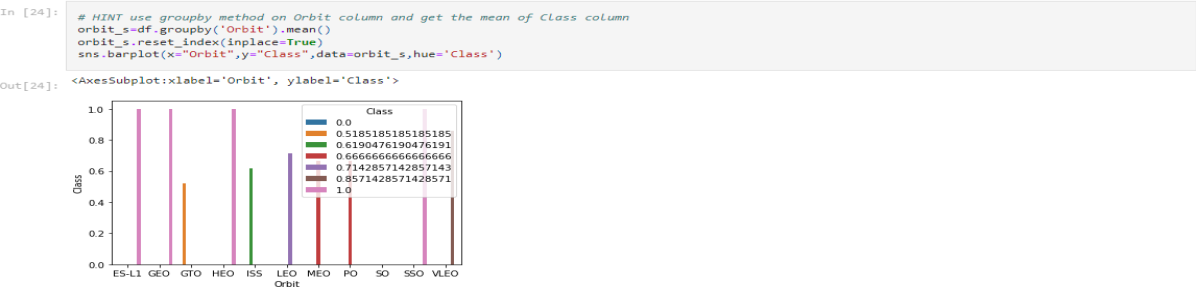 In [24]:
# HINT use groupby method on Orbit column and get the mean of Class column
orbit_s=df.groupby('Orbit').mean()
orbit_s.reset_index(inplace=True)
sns.barplot(x="Orbit",y="Class",data=orbit_s,hue='Class')
Out[24]:
<AxesSubplot:xlabel='Orbit', ylabel='Class'>
Class
0.0
0.5185185185185185
0.6190476190476191
0.6666666666666666
0.7142857142857143
0.8571428571428571
1.0
1.0
0.8
0.6
0.4
0.2
0.0
Class
ES-L1 GEO GTO HEO ISS LEO MEO PO SO SSO VLEO
Orbit